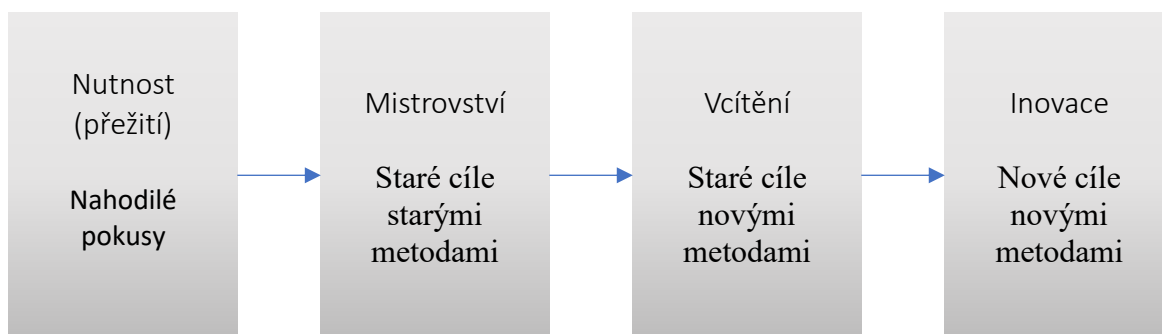 Nutnost
(přežití)
Nahodilé
pokusy
Mistrovství
Staré cíle
starými
metodami
Vcítění
Staré cíle
novými
metodami
Inovace
Nové cíle
novými
metodami